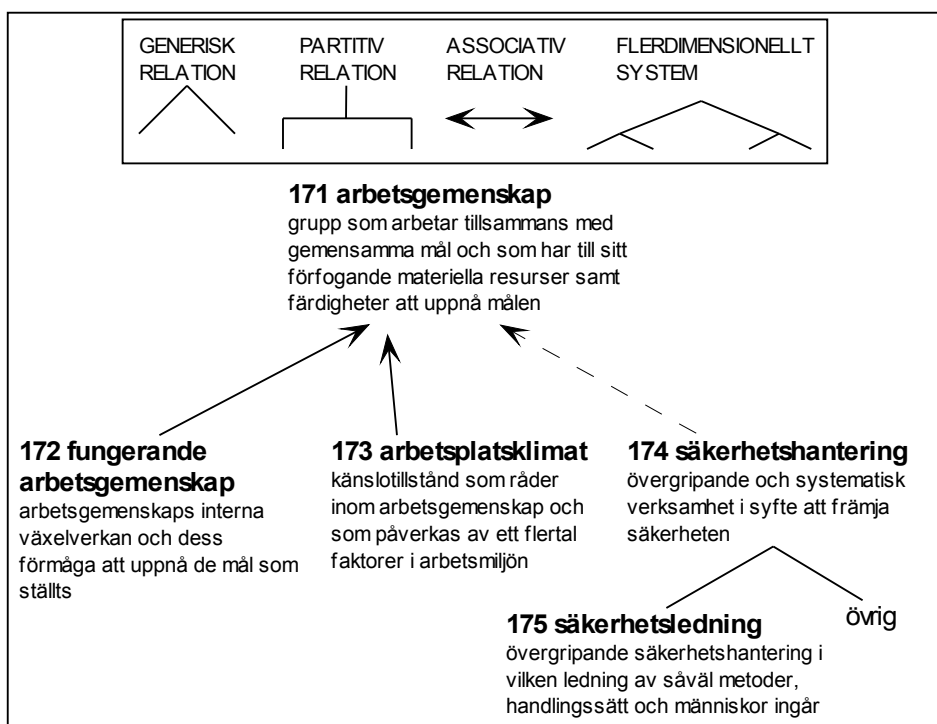 GENERISK RELATION
PARTITIV RELATION
ASSOCIATIV RELATION
FLERDIMENSIONELLT SYSTEM
171 arbetsgemenskap
grupp som arbetar tillsammans med
gemensamma mål och som har till sitt
förfogande materiella resurser samt
färdigheter att uppnå målen
172 fungerande
arbetsgemenskap
arbetsgemenskaps interna
växelverkan och dess
förmåga att uppnå de mål som
ställts
173 arbetsplatsklimat
känslotillstånd som råder
inom arbetsgemenskap och
som påverkas av ett flertal
faktorer i arbetsmiljön
174 säkerhetshantering
övergripande och systematisk
verksamhet i syfte att främja
säkerheten
175 säkerhetsledning
övergripande säkerhetshantering i
vilken ledning av såväl metoder,
handlingssätt och människor ingår
övrig